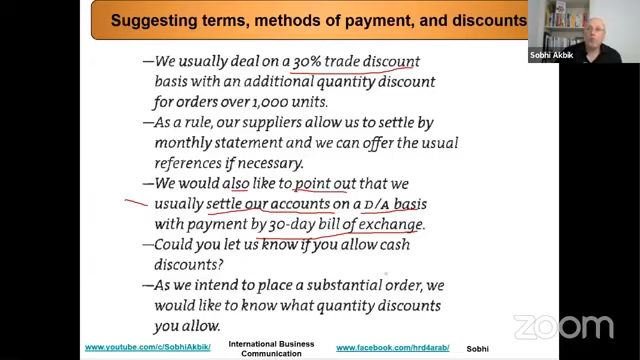 Suggesting terms, methods of payment, and discounts
Sobhi Akbik
—We usually deal on a 30% trade discount
basis with an additional quantity discount
for orders over 1,000 units.
—As a rule, our suppliers allow us to settle by
monthly statement and we can offer the usual
references if necessary.
—We would also like to point out that we
usually settle our accounts on a D/A basis
with payment by 30-day bill of exchange.
—Could you let us know if you allow cash
discounts?
—As we intend to place a substantial order, we
would like to know what quantity discounts
you allow.
www.youtube.com/c/SobhiAkbik/
International Business
Communication
www.facebook.com/hrd4arab/
Sobhi
zoom